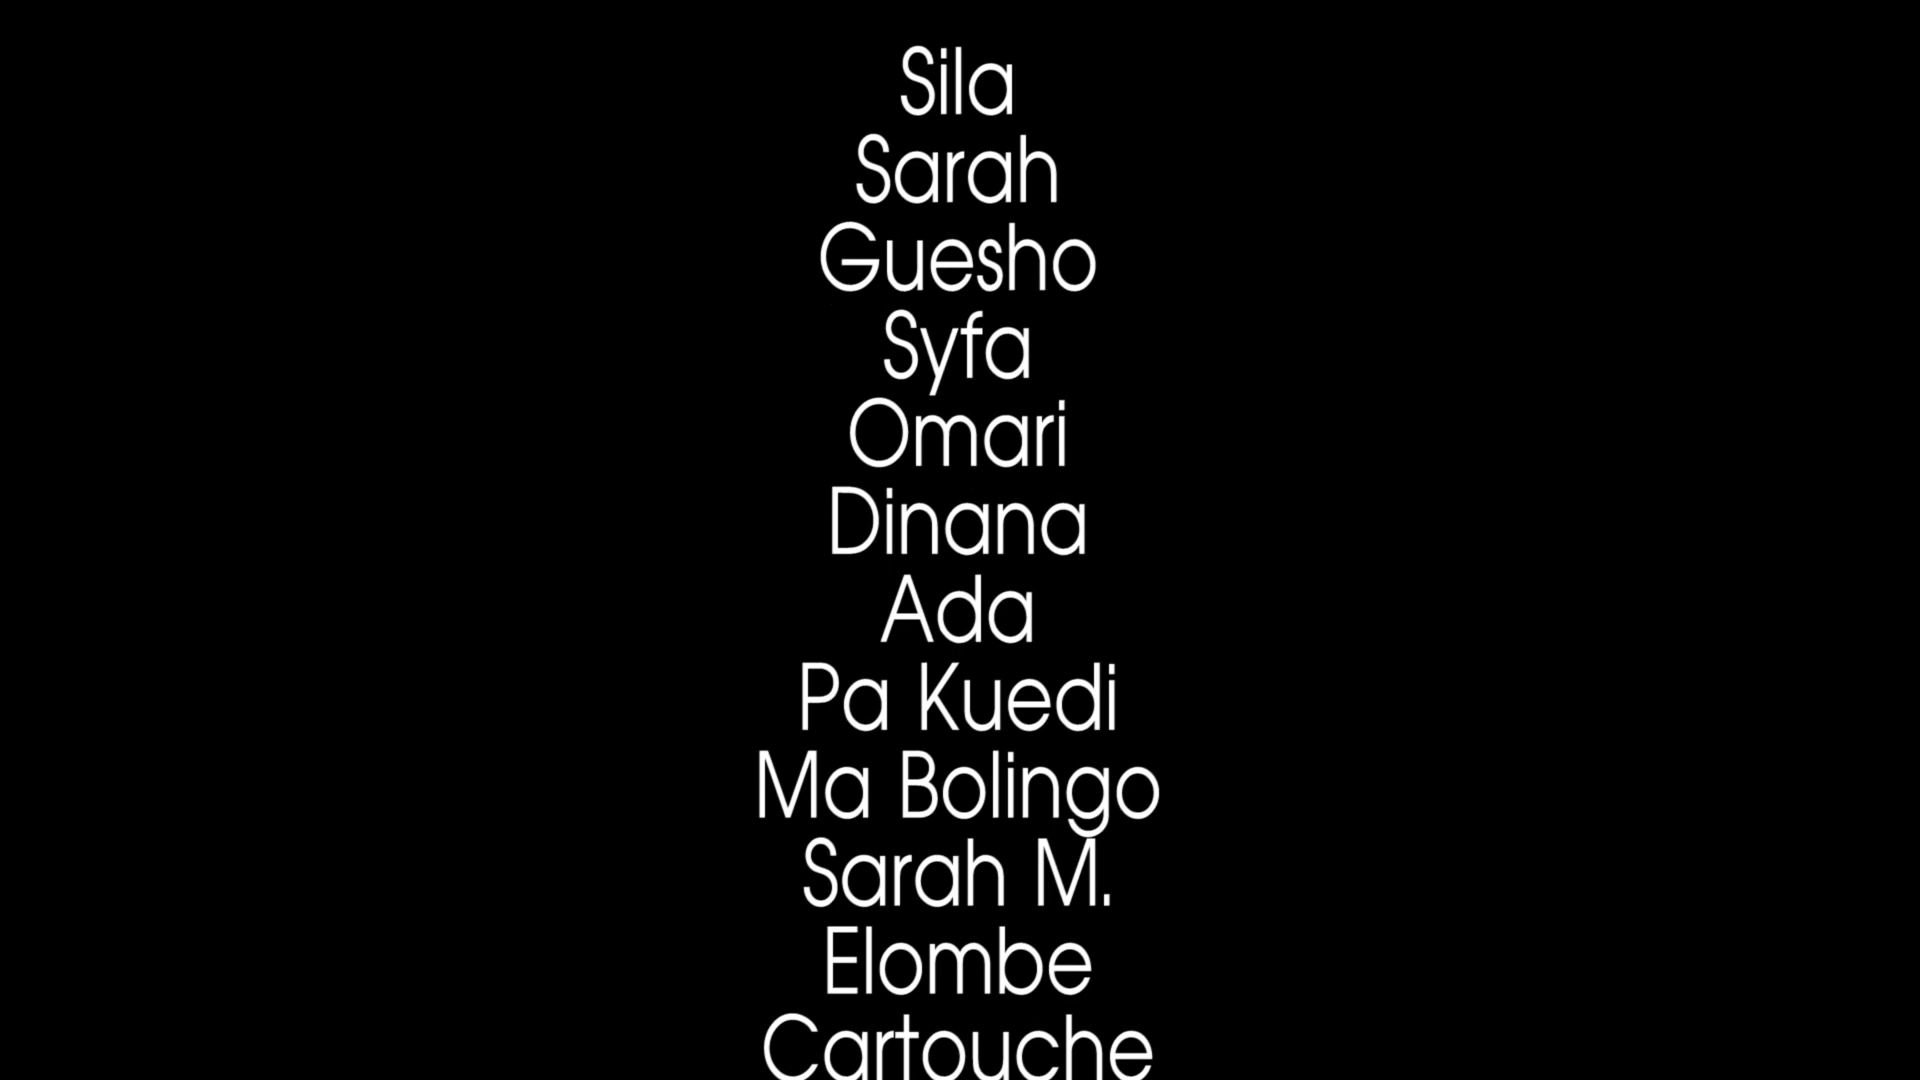 Sila
Sarah
Guesho
Syfa
Omari
Dinana
Ada
Pa Kuedi
Ma Bolingo
Sarah M.
Elombe
Cartouche